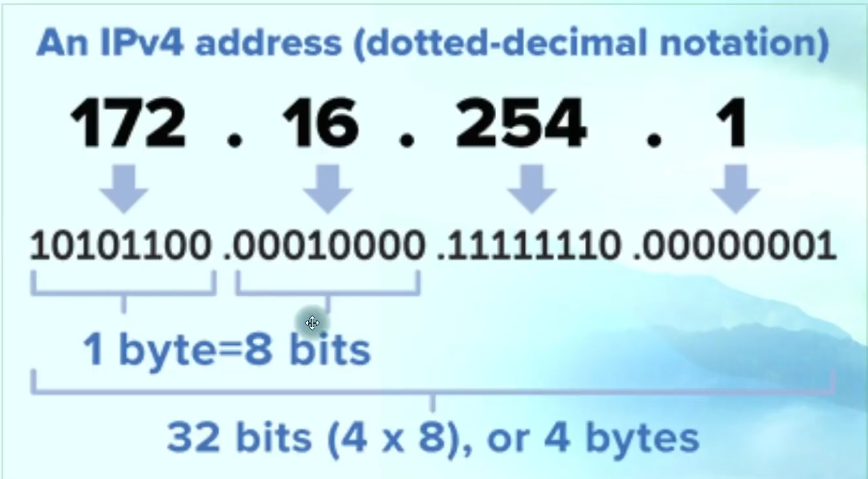 An IPv4 address (dotted-decimal notation)
172 . 16 . 254 . 1
10101100 .00010000 .11111110 .00000001
1 byte=8 bits
32 bits (4 x 8), or 4 bytes